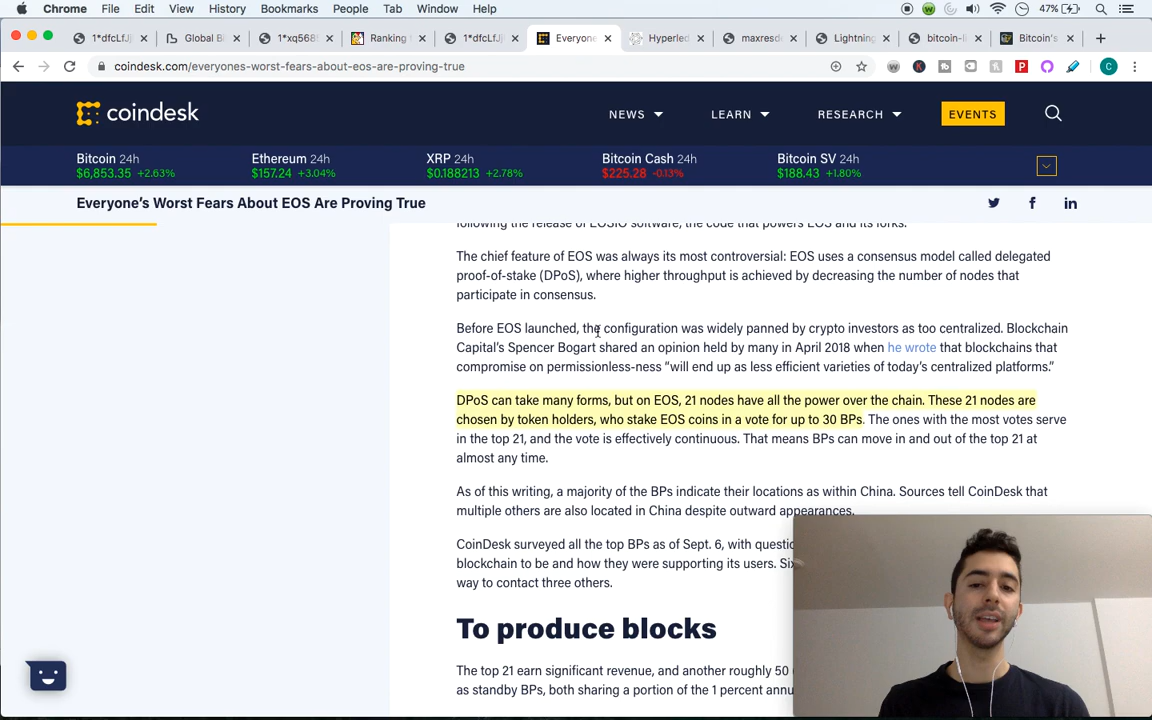 Chrome File Edit View History Bookmarks People Tab Window Help 47%
1*dfcLfJj Global Bl 1*xq5685 Ranking 1*dfcLfJj Everyone Hyperled maxresde Lightning bitcoin-li Bitcoin's
coindesk.com/everyones-worst-fears-about-eos-are-proving-true
coindesk NEWS LEARN RESEARCH EVENTS
Bitcoin 24h Ethereum 24h XRP 24h Bitcoin Cash 24h Bitcoin SV 24h
$6,853.35 +2.63% $157.24 +3.04% $0.188213 +2.78% $225.28 -0.13% $188.43 +1.80%
Everyone's Worst Fears About EOS Are Proving True
following the release of EOSIO software, the code that powers EOS and its forks.
The chief feature of EOS was always its most controversial: EOS uses a consensus model called delegated
proof-of-stake (DPoS), where higher throughput is achieved by decreasing the number of nodes that
participate in consensus.
Before EOS launched, the configuration was widely panned by crypto investors as too centralized. Blockchain
Capital's Spencer Bogart shared an opinion held by many in April 2018 when he wrote that blockchains that
compromise on permissionless-ness “will end up as less efficient varieties of today's centralized platforms.”
DPoS can take many forms, but on EOS, 21 nodes have all the power over the chain. These 21 nodes are
chosen by token holders, who stake EOS coins in a vote for up to 30 BPs. The ones with the most votes serve
in the top 21, and the vote is effectively continuous. That means BPs can move in and out of the top 21 at
almost any time.
As of this writing, a majority of the BPs indicate their locations as within China. Sources tell CoinDesk that
multiple others are also located in China despite outward appearances.
CoinDesk surveyed all the top BPs as of Sept. 6, with questio
blockchain to be and how they were supporting its users. Six
way to contact three others.
To produce blocks
The top 21 earn significant revenue, and another roughly 50
as standby BPs, both sharing a portion of the 1 percent annu